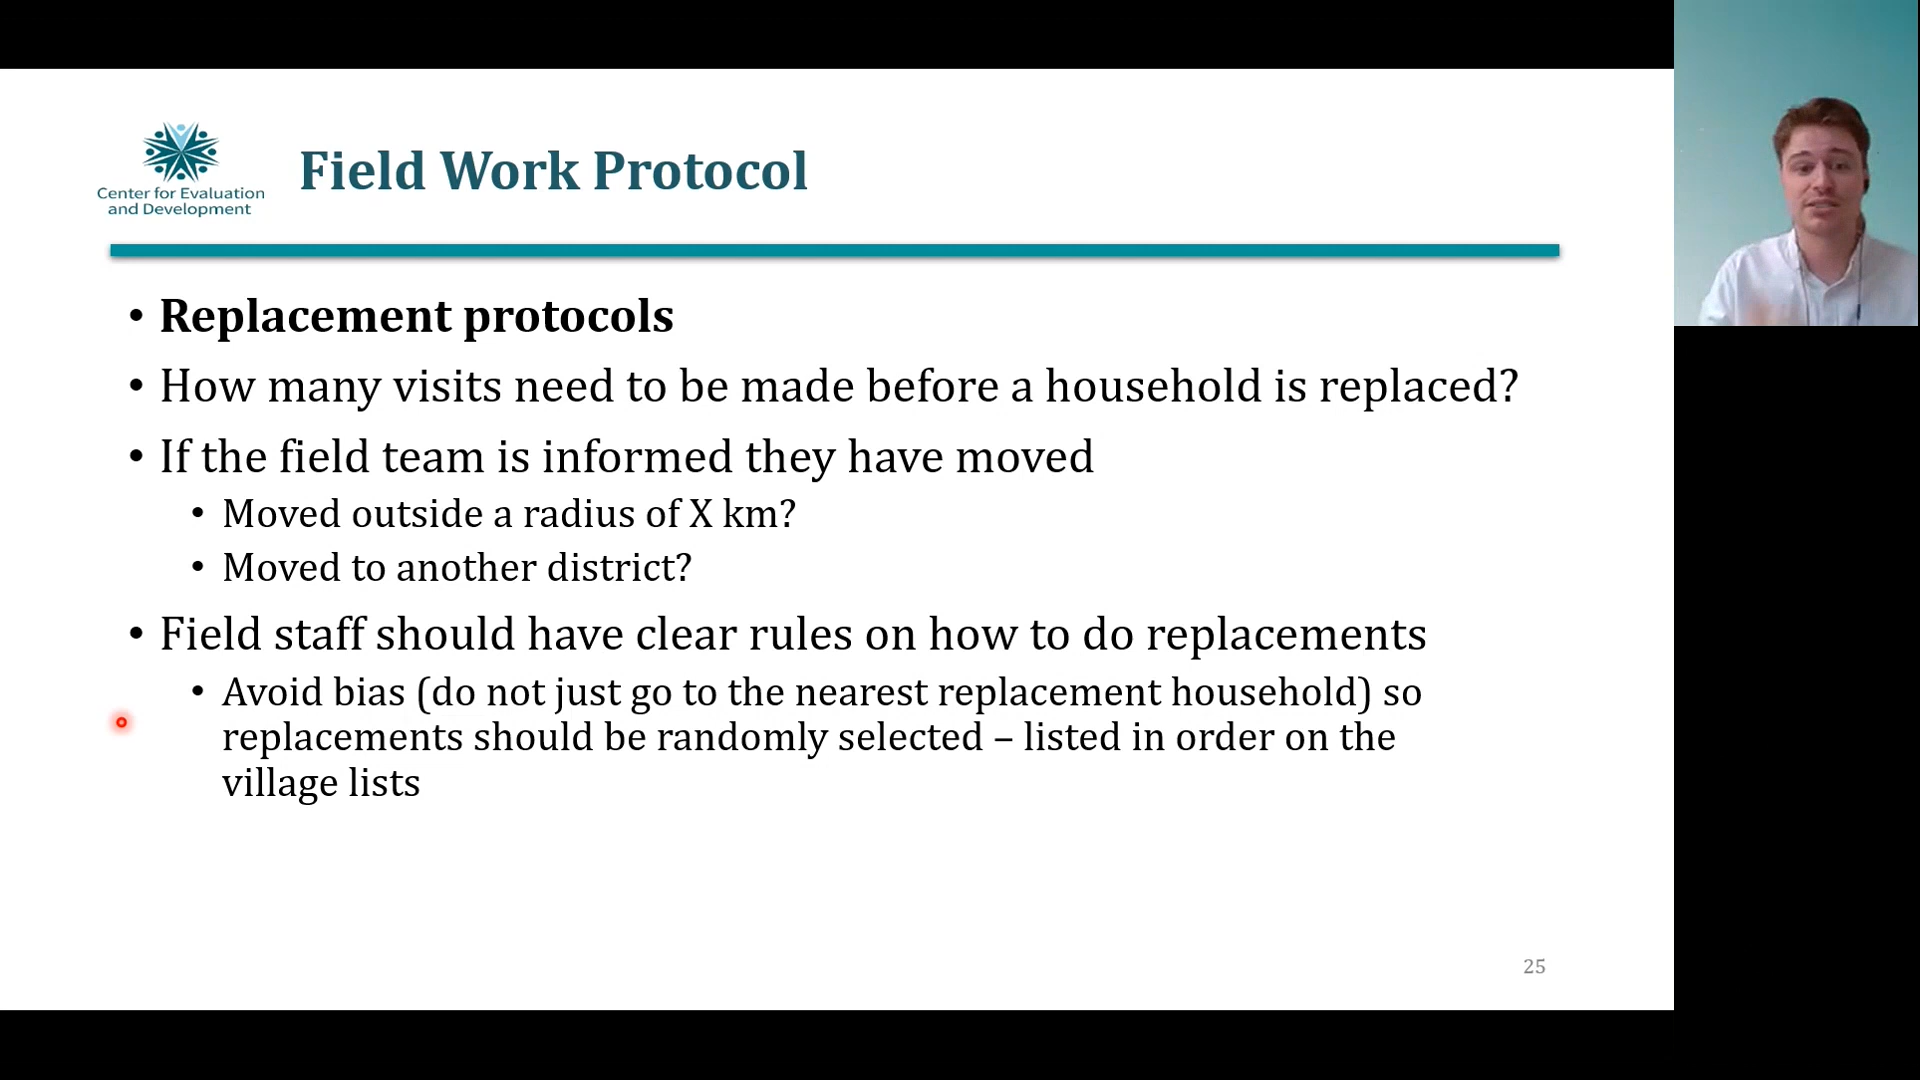 Center for Evaluation
and Development
Field Work Protocol
• Replacement protocols
• How many visits need to be made before a household is replaced?
• If the field team is informed they have moved
• Moved outside a radius of X km?
• Moved to another district?
• Field staff should have clear rules on how to do replacements
• Avoid bias (do not just go to the nearest replacement household) so
replacements should be randomly selected – listed in order on the
village lists
25